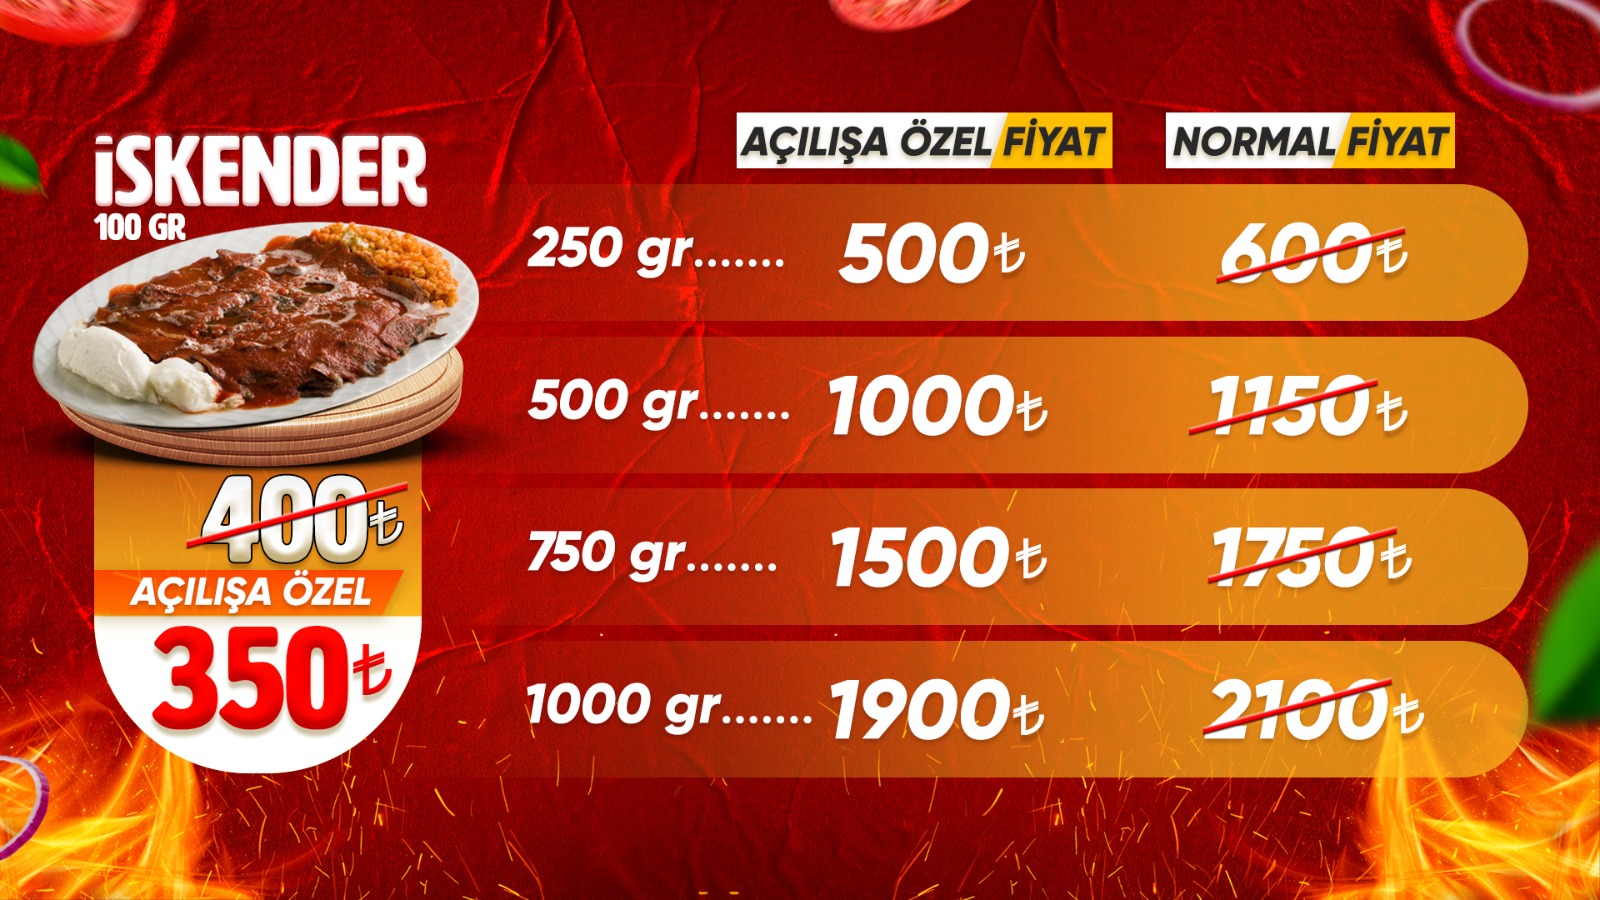 İSKENDER
100 GR
400₺
AÇILIŞA ÖZEL
350₺
AÇILIŞA ÖZEL FİYAT NORMAL FİYAT
250 gr....... 500₺ 600₺
500 gr....... 1000₺ 1150₺
750 gr....... 1500₺ 1750₺
1000 gr....... 1900₺ 2100₺